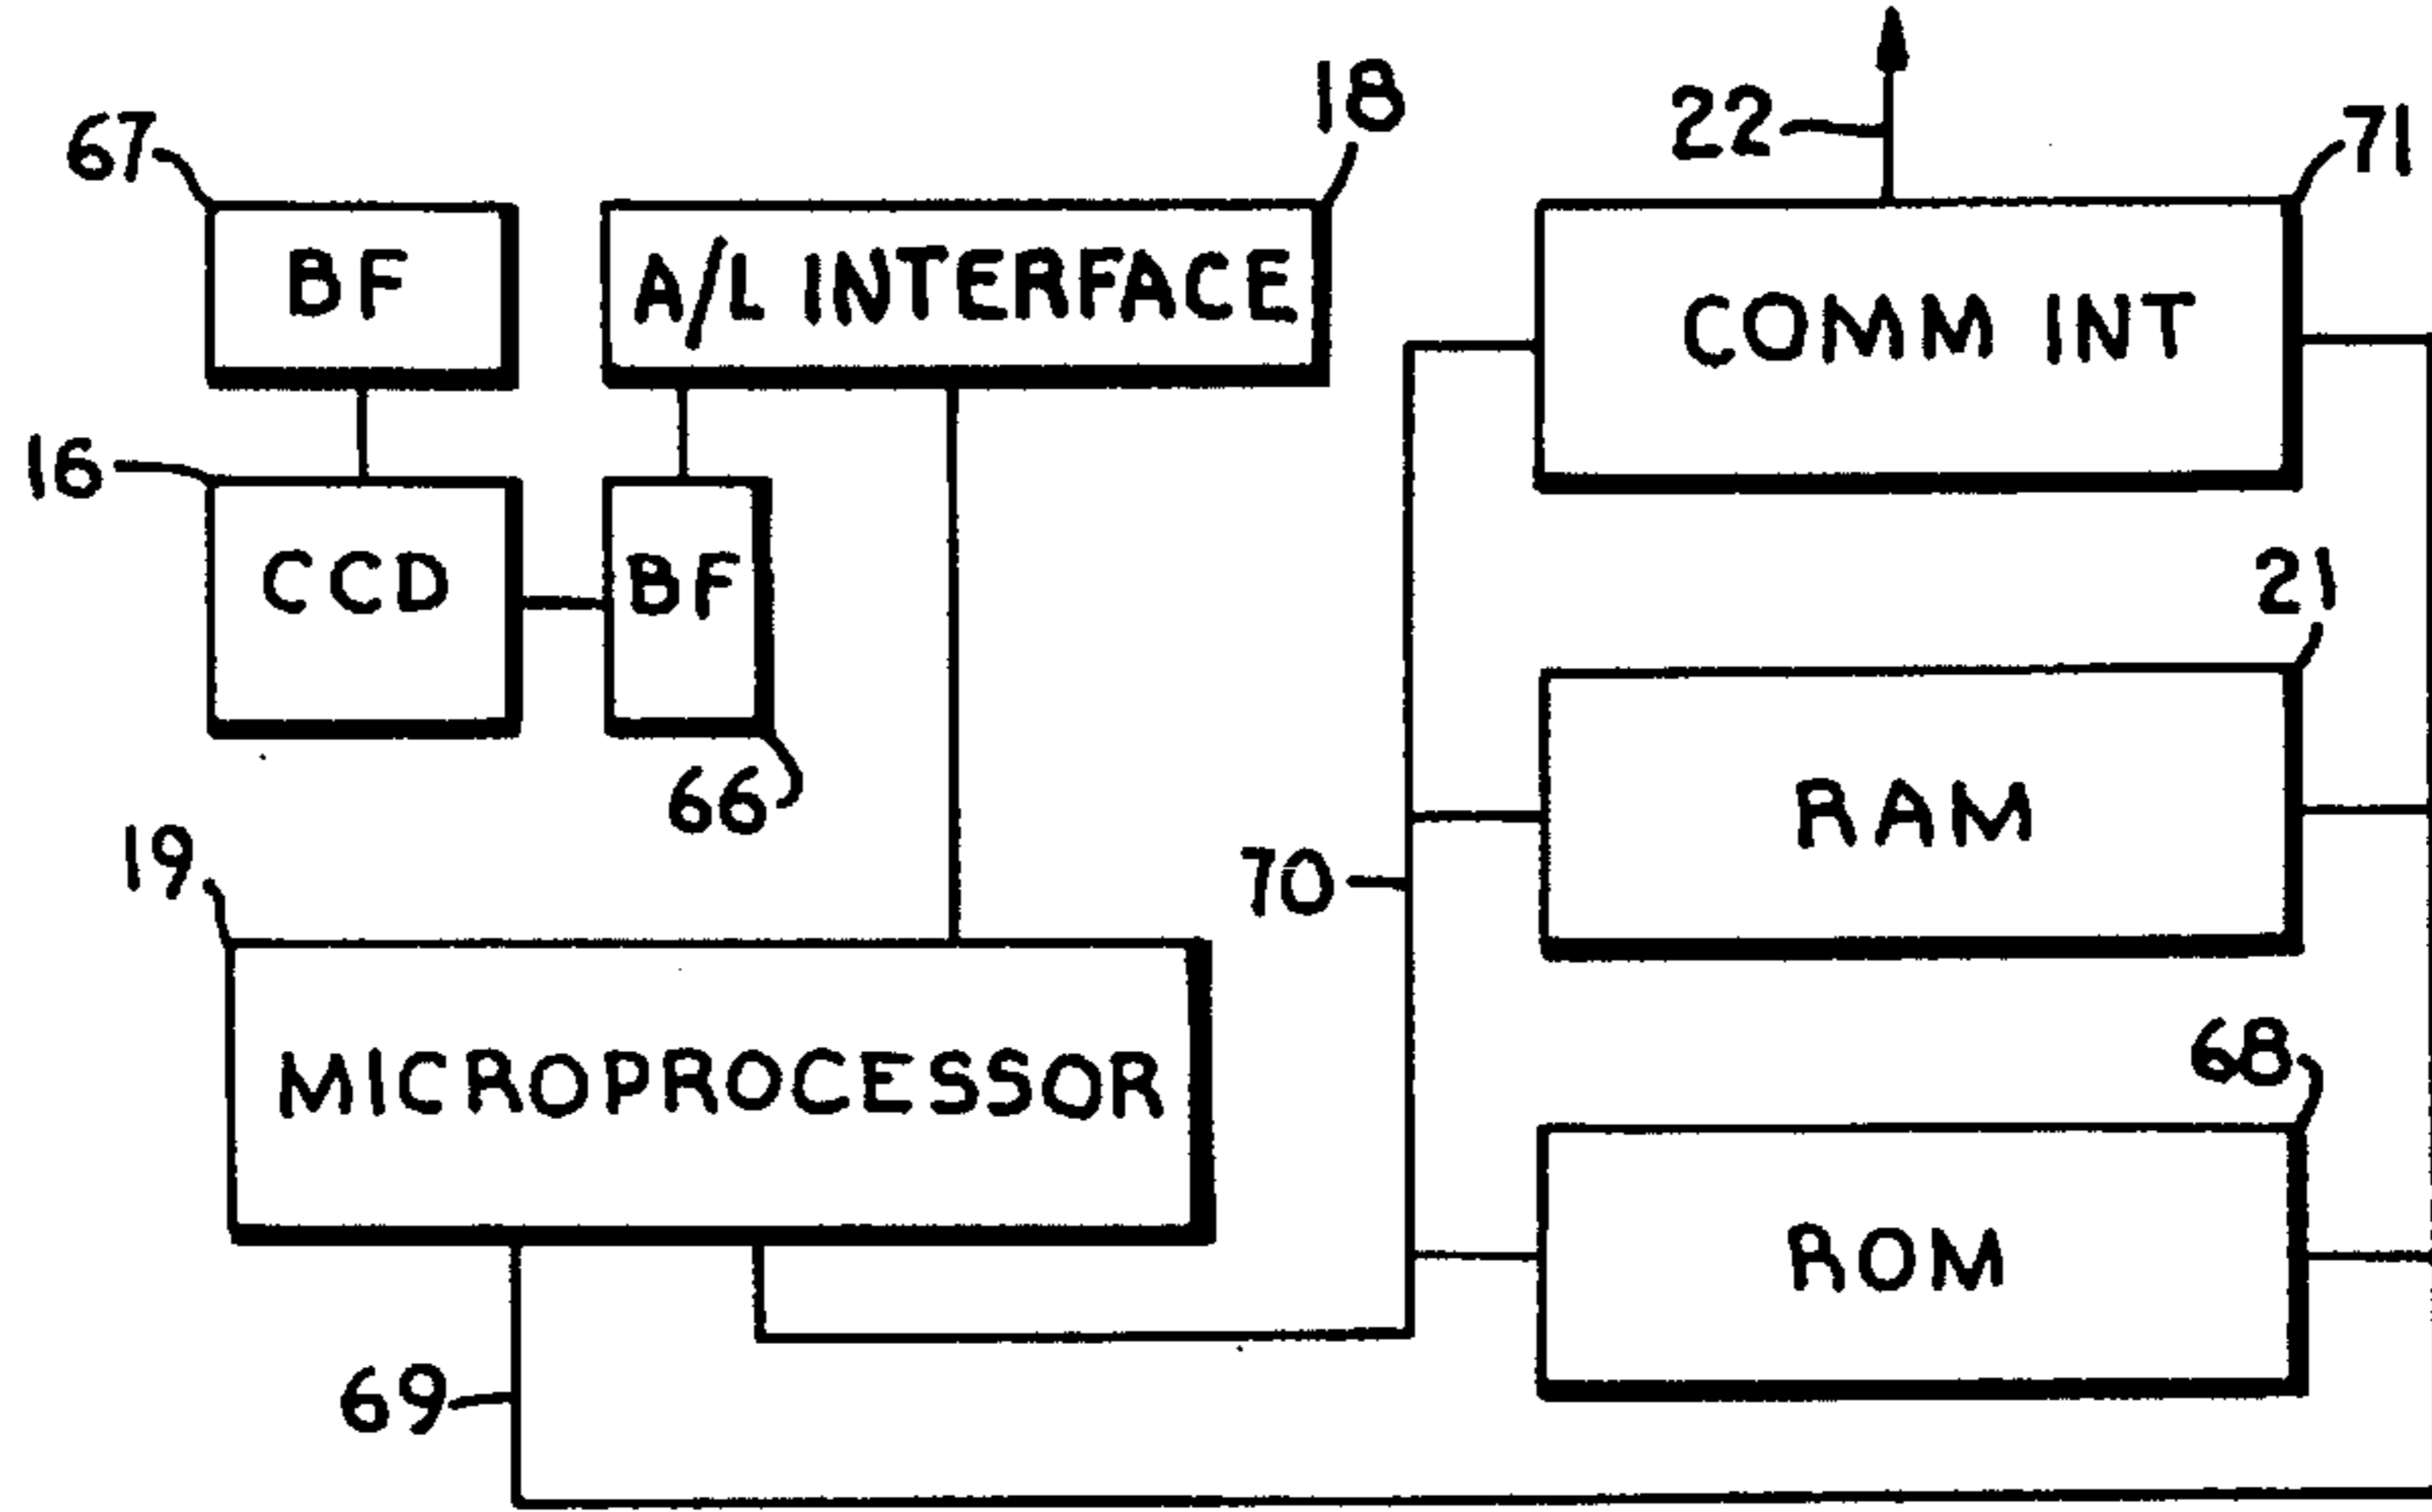 18
22
67
71
BF
A/L INTERFACE
COMM INT
16
CCD
BF
21
66
RAM
19
70
68
MICROPROCESSOR
ROM
69